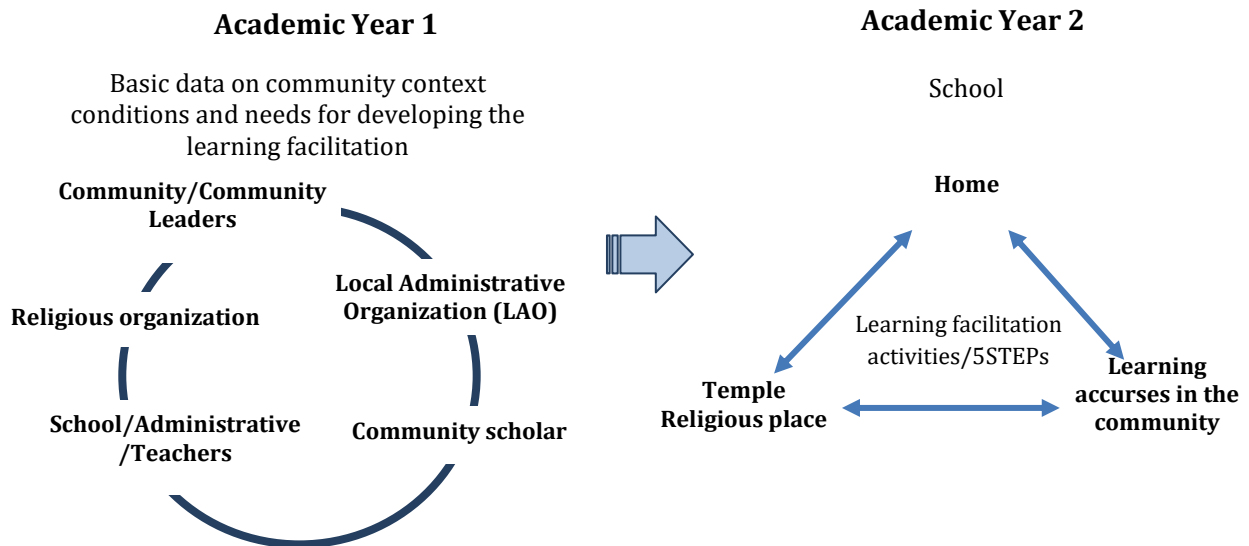 Academic Year 1
Basic data on community context
conditions and needs for developing the
learning facilitation
Community/Community
Leaders
Local Administrative
Organization (LAO)
Religious organization
School/Administrative
/Teachers
Community scholar
Academic Year 2
School
Home
Learning facilitation
activities/5STEPs
Temple
Religious place
Learning
accurses in the
community